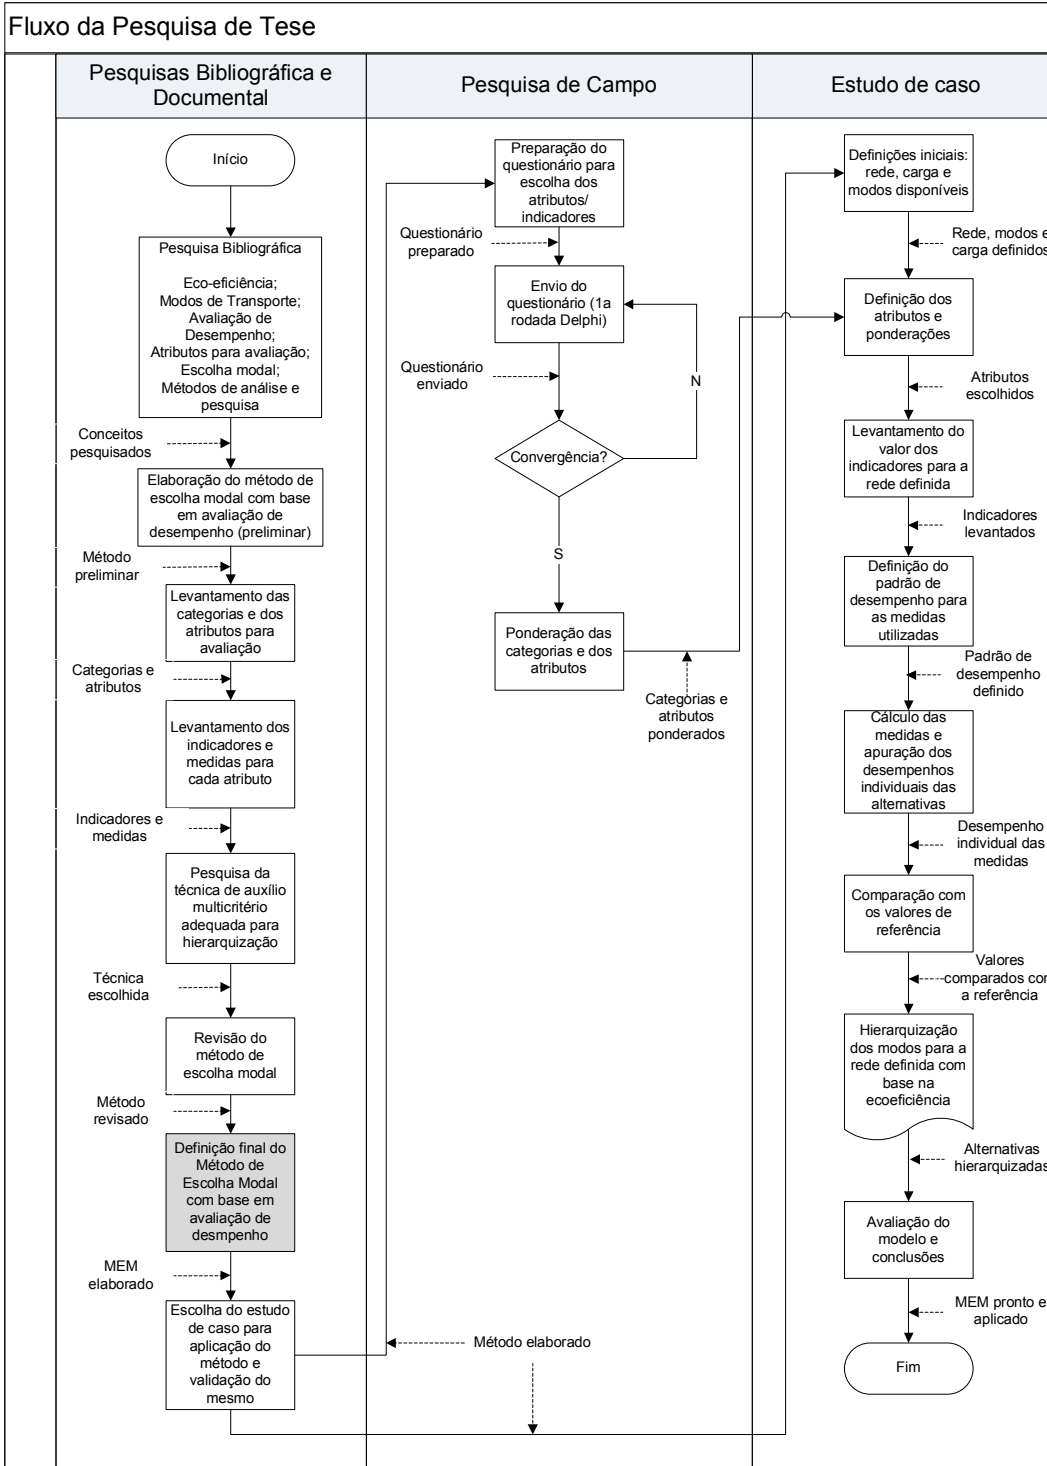 Fluxo da Pesquisa de Tese
Pesquisas Bibliográfica e
Documental
Início
Pesquisa Bibliográfica
Eco-eficiência;
Modos de Transporte;
Avaliação de
Desempenho;
Atributos para avaliação;
Escolha modal;
Métodos de análise e
pesquisa
Conceitos
pesquisados
Elaboração do método de
escolha modal com base
em avaliação de
desempenho (preliminar)
Método
preliminar
Levantamento das
categorias e dos
atributos para
avaliação
Categorias e
atributos
Levantamento dos
indicadores e
medidas para
cada atributo
Indicadores e
medidas
Pesquisa da
técnica de auxílio
multicritério
adequada para
hierarquização
Técnica
escolhida
Revisão do
método de
escolha modal
Método
revisado
Definição final do
Método de
Escolha Modal
com base em
avaliação de
desmpenho
MEM
elaborado
Escolha do estudo
de caso para
aplicação do
método e
validação do
mesmo
Pesquisa de Campo
Preparação do
questionário para
escolha dos
atributos/
indicadores
Questionário
preparado
Envio do
questionário (1a
rodada Delphi)
Questionário
enviado
N
Convergência?
S
Ponderação das
categorias e dos
atributos
Categorias e
atributos
ponderados
Método elaborado
Estudo de caso
Definições iniciais:
rede, carga e
modos disponíveis
Rede, modos e
carga definidos
Definição dos
atributos e
ponderações
Atributos
escolhidos
Levantamento do
valor dos
indicadores para a
rede definida
Indicadores
levantados
Definição do
padrão de
desempenho para
as medidas
utilizadas
Padrão de
desempenho
definido
Cálculo das
medidas e
apuração dos
desempenhos
individuais das
alternativas
Desempenho
individual das
medidas
Comparação com
os valores de
referência
Valores
comparados com
a referência
Hierarquização
dos modos para a
rede definida com
base na
ecoeficiência
Alternativas
hierarquizadas
Avaliação do
modelo e
conclusões
MEM pronto e
aplicado
Fim